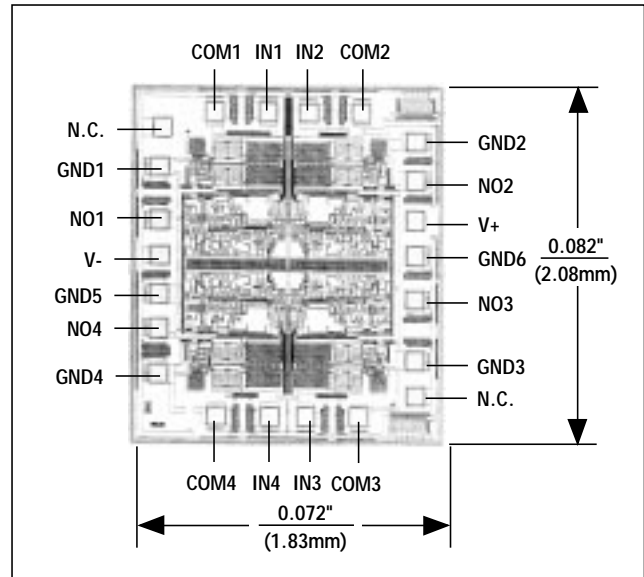 COM1 IN1 IN2 COM2
N.C.
GND1
NO1
V-
GND5
NO4
GND4
GND2
NO2
V+
GND6
NO3
GND3
N.C.
0.082"
(2.08mm)
COM4 IN4 IN3 COM3
0.072"
(1.83mm)